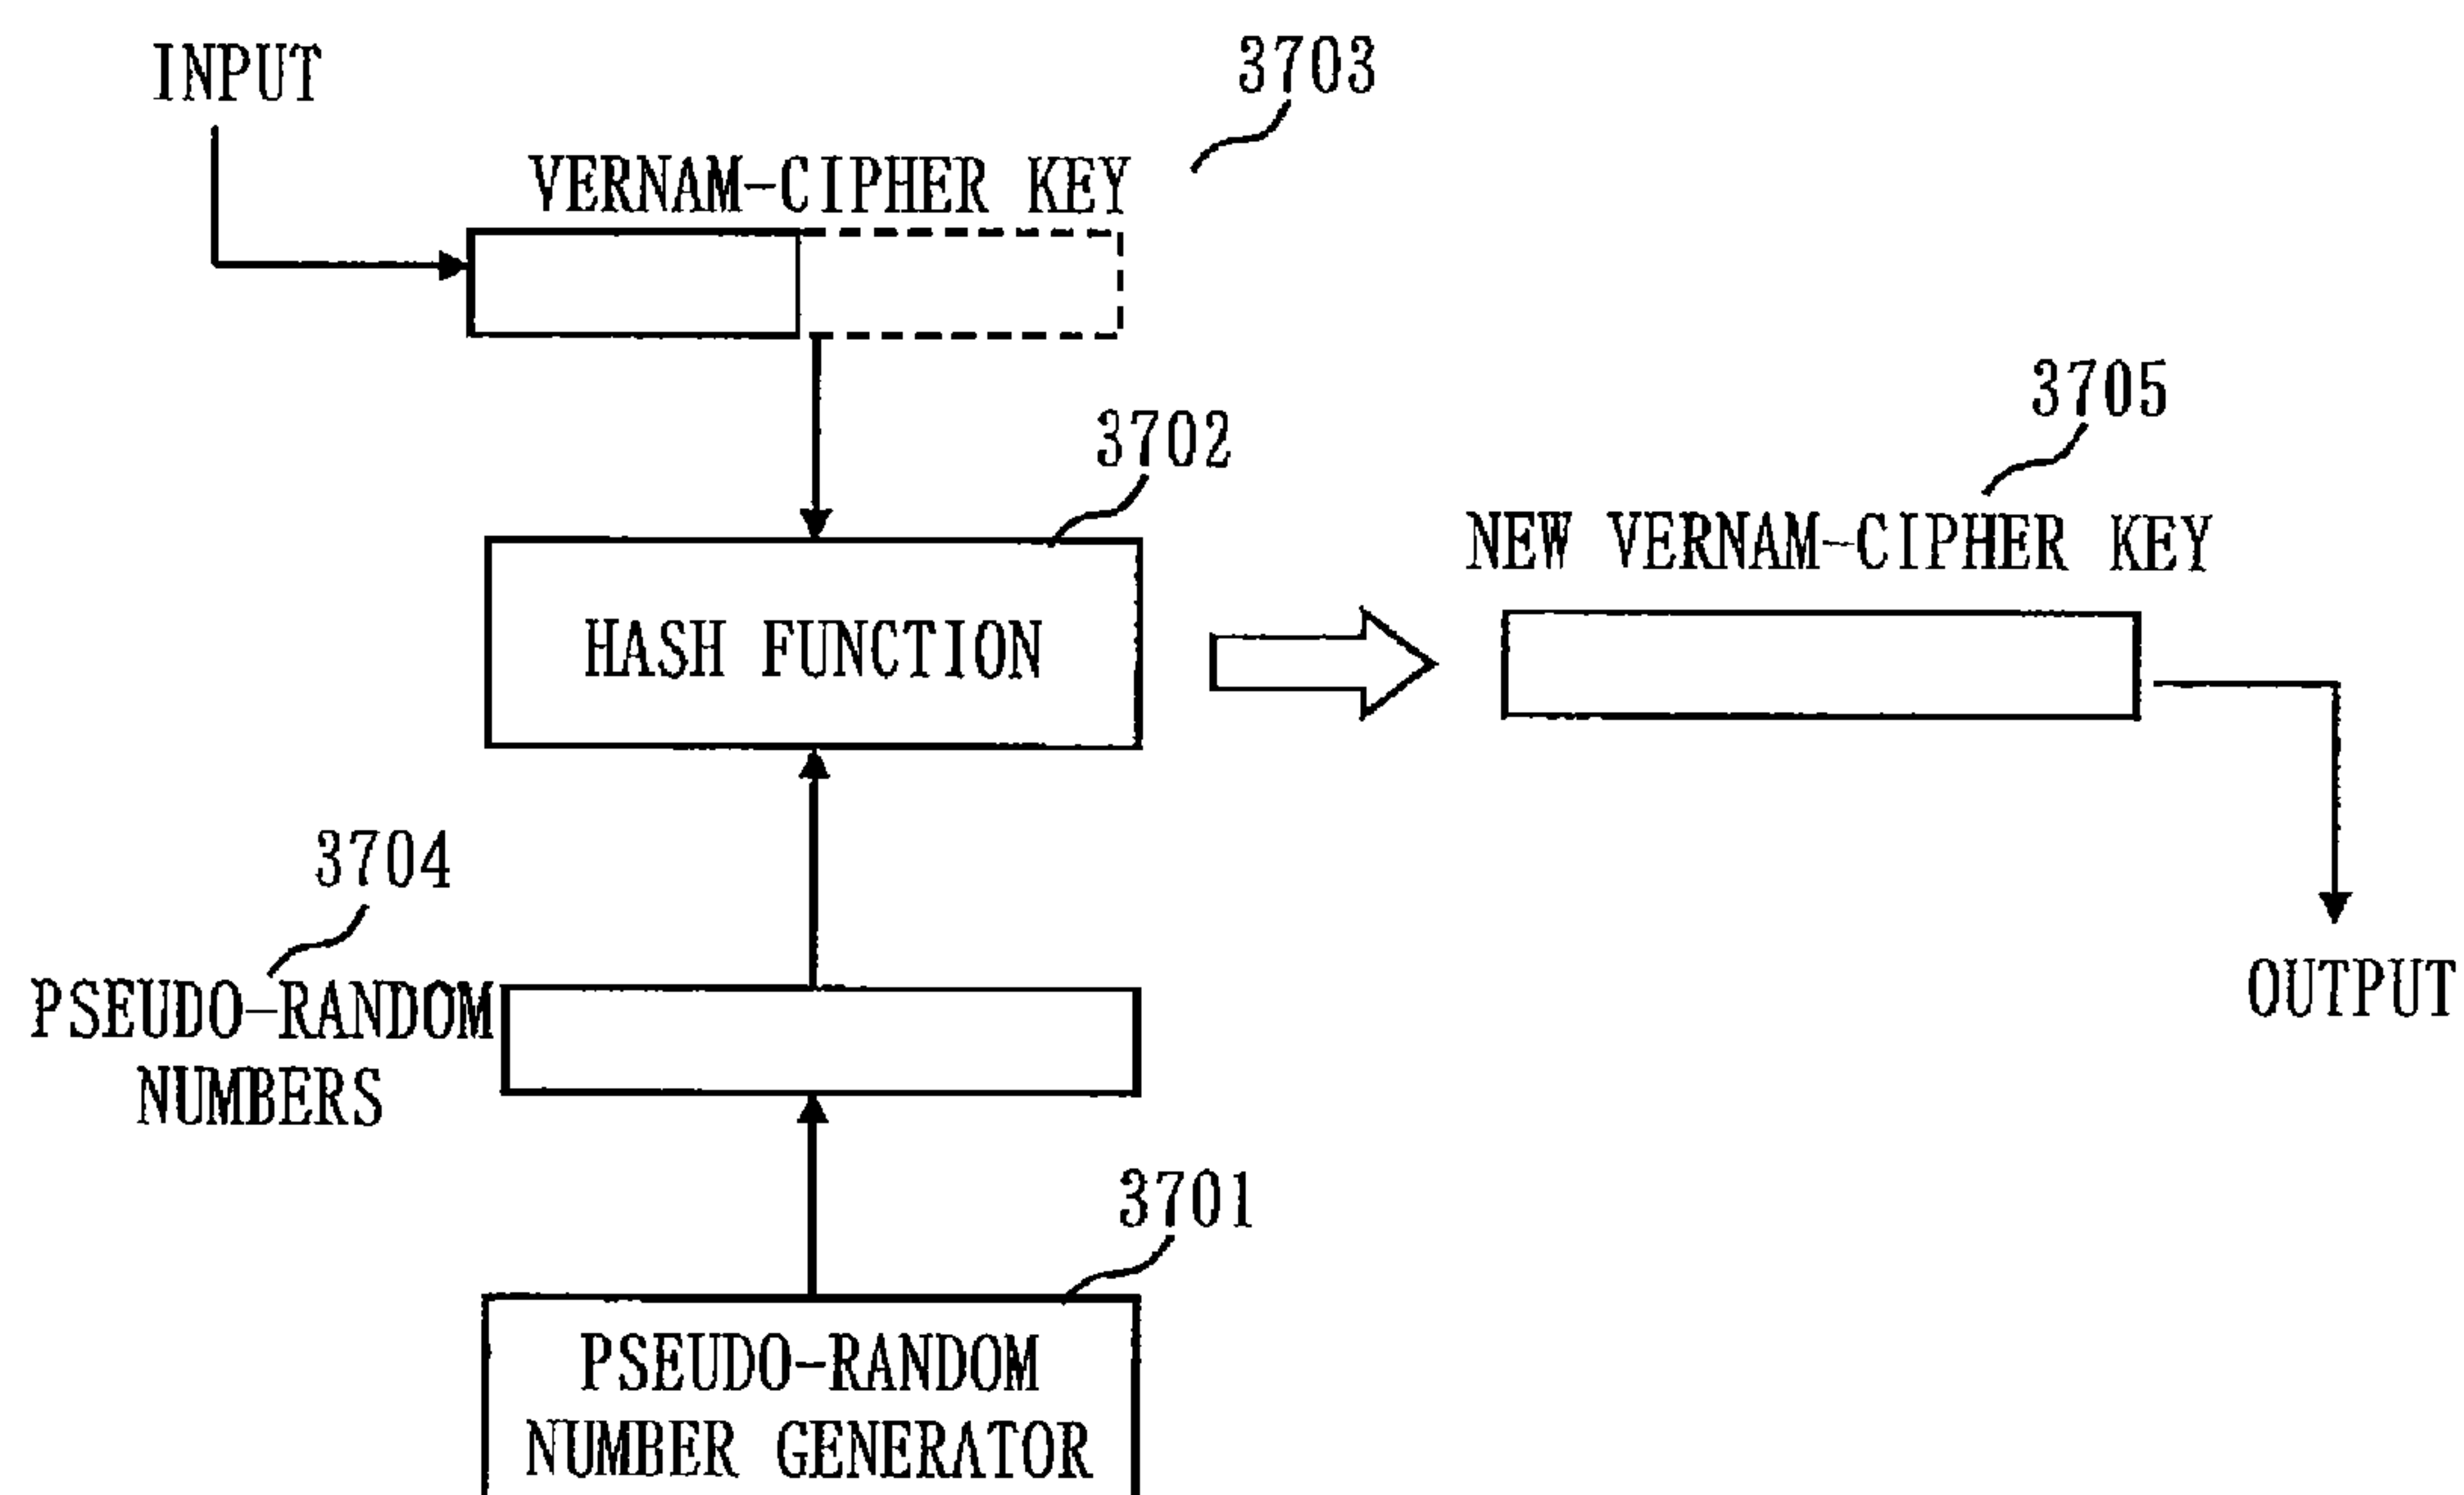 INPUT
3703
VERNAM-CIPHER KEY
3702
3705
NEW VERNAM-CIPHER KEY
HASH FUNCTION
3704
PSEUDO-RANDOM
NUMBERS
OUTPUT
3701
PSEUDO-RANDOM
NUMBER GENERATOR